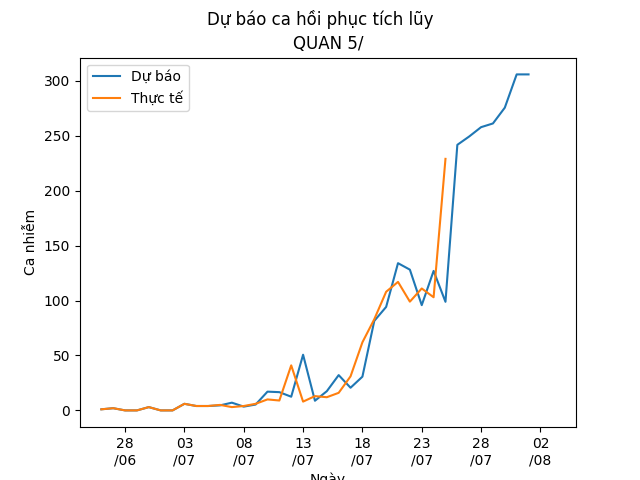 Dự báo ca hồi phục tích lũy
QUAN 5/
Dự báo
Thực tế
Ca nhiễm
300
250
200
150
100
50
0
28 03 08 13 18 23 28 02
/06 /07 /07 /07 /07 /07 /07 /08
Ngày